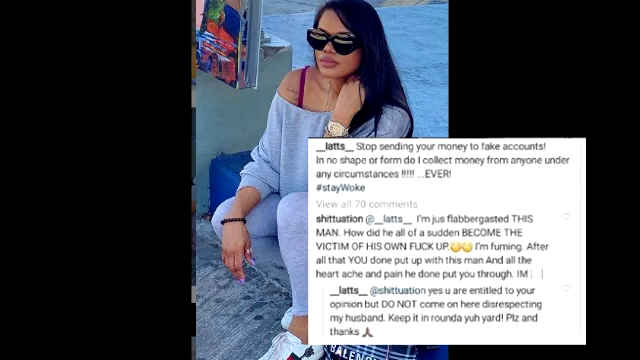 __latts__ Stop sending your money to fake accounts!
In no shape or form do I collect money from anyone under
any circumstances !!!!! ...EVER!
#stayWoke
View all 70 comments
shittuation @__latts__ I'm jus flabbergasted THIS
MAN. How did he all of a sudden BECOME THE
VICTIM OF HIS OWN FUCK UP.😳😳 I'm fuming. After
all that YOU done put up with this man And all the
heart ache and pain he done put you through. IM [...]
__latts__ @shittuation yes u are entitled to your
opinion but DO NOT come on here disrespecting
my husband. Keep it in rounda yuh yard! Plz and
thanks 🙏🏿
BALENC